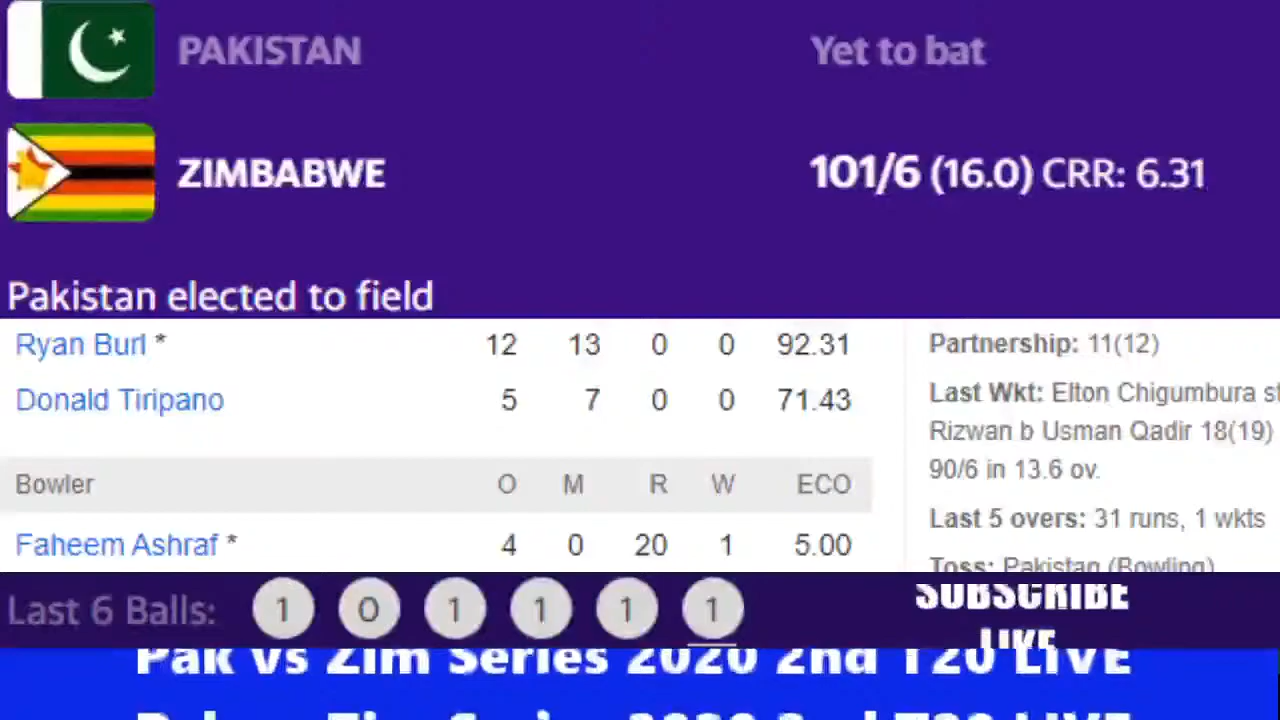 PAKISTAN Yet to bat
ZIMBABWE 101/6 (16.0) CRR: 6.31
Pakistan elected to field
Ryan Burl * 12 13 0 0 92.31
Donald Tiripano 5 7 0 0 71.43
Bowler O M R W ECO
Faheem Ashraf * 4 0 20 1 5.00
Partnership: 11(12)
Last Wkt: Elton Chigumbura st
Rizwan b Usman Qadir 18(19)
90/6 in 13.6 ov.
Last 5 overs: 31 runs, 1 wkts
Toss: Pakistan (Bowling)
Last 6 Balls: 1 0 1 1 1 1
SUBSCRIBE
LIKE
Pak vs Zim Series 2020 2nd T20 LIVE